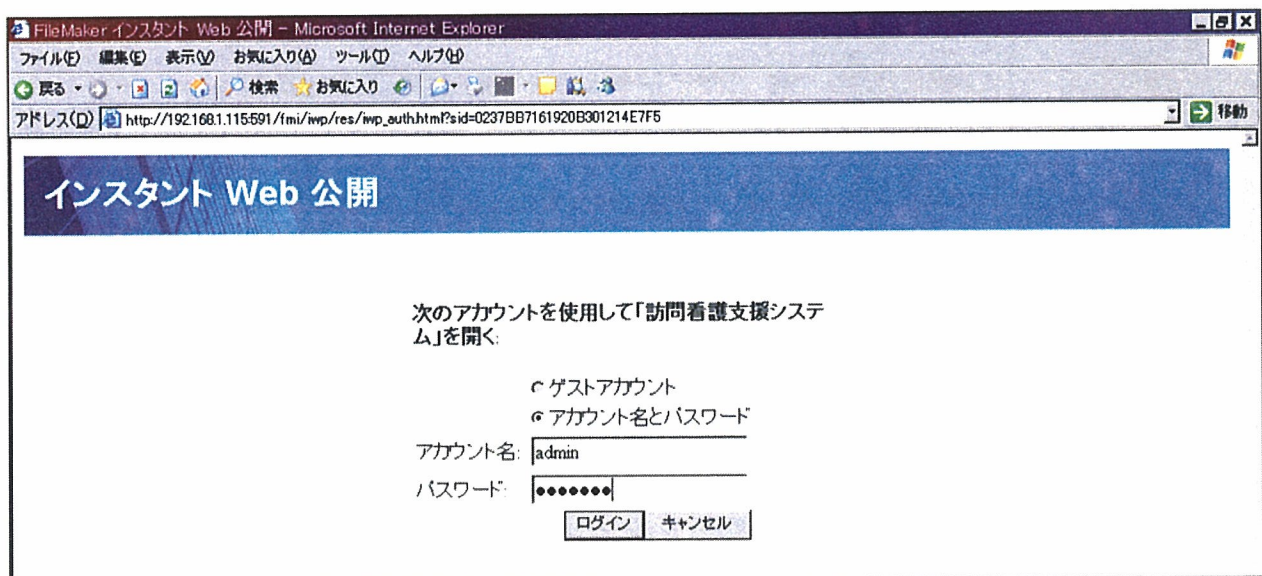 FileMaker インスタント Web 公開 - Microsoft Internet Explorer
ファイル(F) 編集(E) 表示(V) お気に入り(A) ツール(T) ヘルプ(H)
戻る 検索 お気に入り
アドレス(D) http://192.168.1.115:591/fmi/iwp/res/iwp_auth.html?sid=0237BB7161920B301214E7F5 移動
インスタント Web 公開
次のアカウントを使用して「訪問看護支援システ
ム」を開く:
ゲストアカウント
アカウント名とパスワード
アカウント名: admin
パスワード: ●●●●●●●
ログイン キャンセル